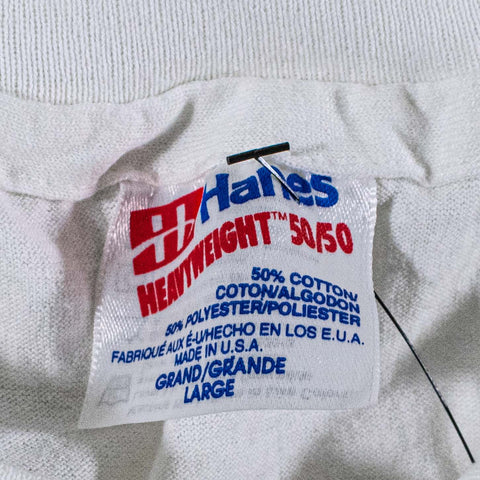 Hanes
HEAVYWEIGHT™ 50/50
50% COTTON/
COTON/ALGODON
50% POLYESTER/POLIESTER
FABRIQUÉ AUX É-U/HECHO EN LOS E.U.A.
MADE IN U.S.A.
GRAND/GRANDE
LARGE